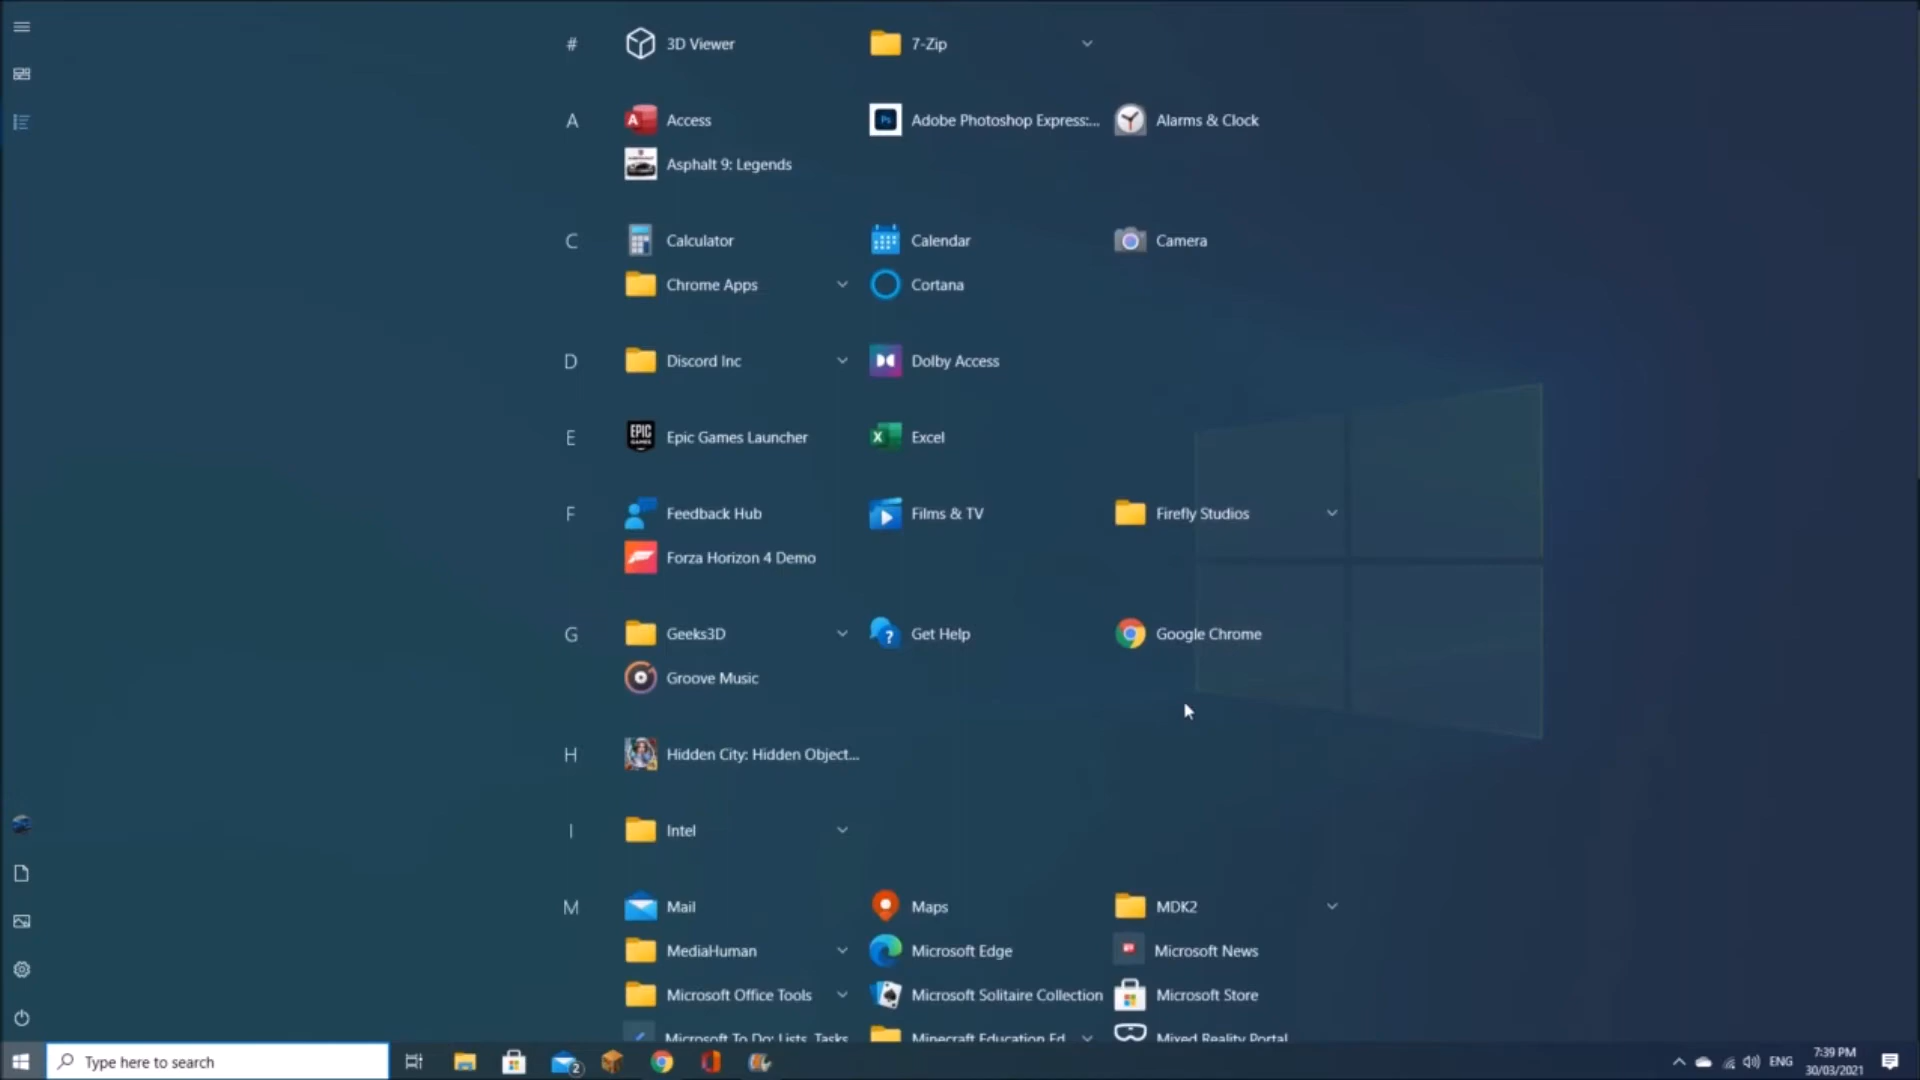 # 3D Viewer 7-Zip
A Access Adobe Photoshop Express:... Alarms & Clock
Asphalt 9: Legends
C Calculator Calendar Camera
Chrome Apps Cortana
D Discord Inc Dolby Access
E Epic Games Launcher Excel
F Feedback Hub Films & TV Firefly Studios
Forza Horizon 4 Demo
G Geeks3D Get Help Google Chrome
Groove Music
H Hidden City: Hidden Object...
I Intel
M Mail Maps MDK2
MediaHuman Microsoft Edge Microsoft News
Microsoft Office Tools Microsoft Solitaire Collection Microsoft Store
Microsoft To Do: Lists, Tasks Minecraft Education Ed Mixed Reality Portal
Type here to search 2 ENG 7:39 PM
30/03/2021